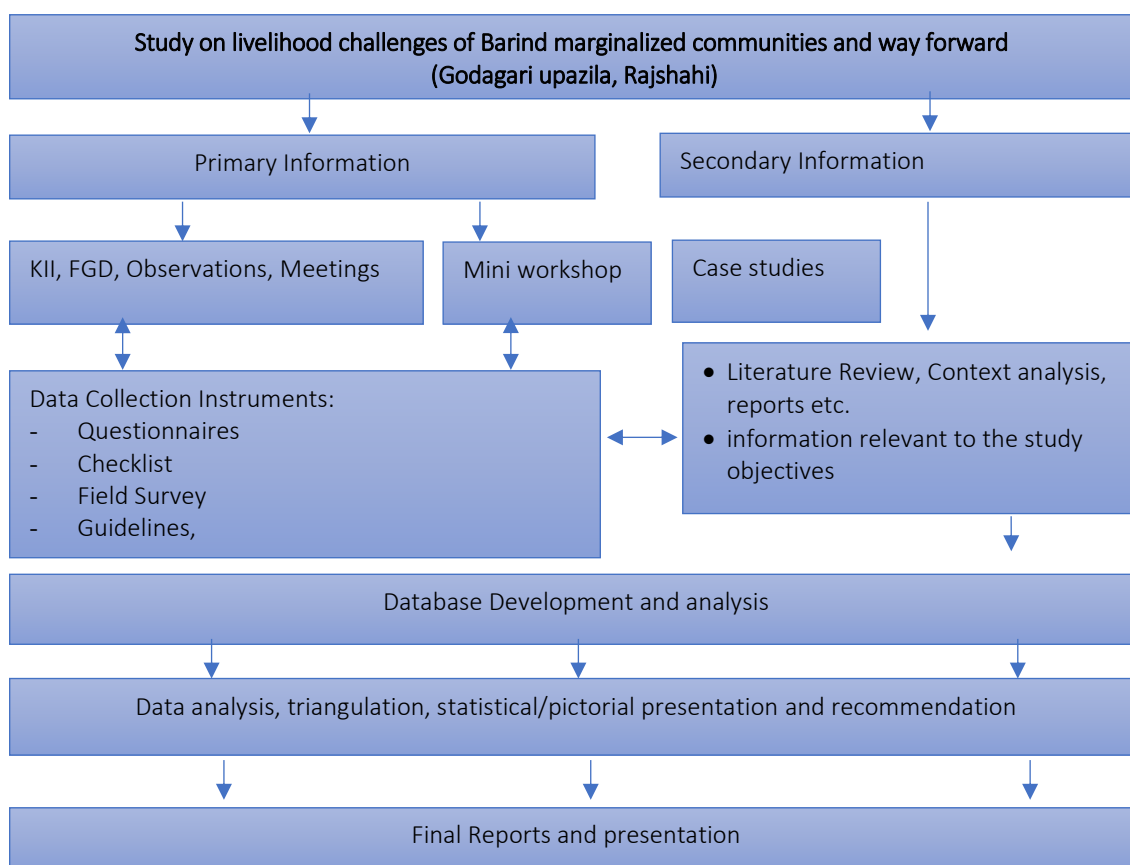 Study on livelihood challenges of Barind marginalized communities and way forward
(Godagari upazila, Rajshahi)
Primary Information
Secondary Information
KII, FGD, Observations, Meetings
Mini workshop
Case studies
Data Collection Instruments:
- Questionnaires
- Checklist
- Field Survey
- Guidelines,
• Literature Review, Context analysis,
reports etc.
• information relevant to the study
objectives
Database Development and analysis
Data analysis, triangulation, statistical/pictorial presentation and recommendation
Final Reports and presentation